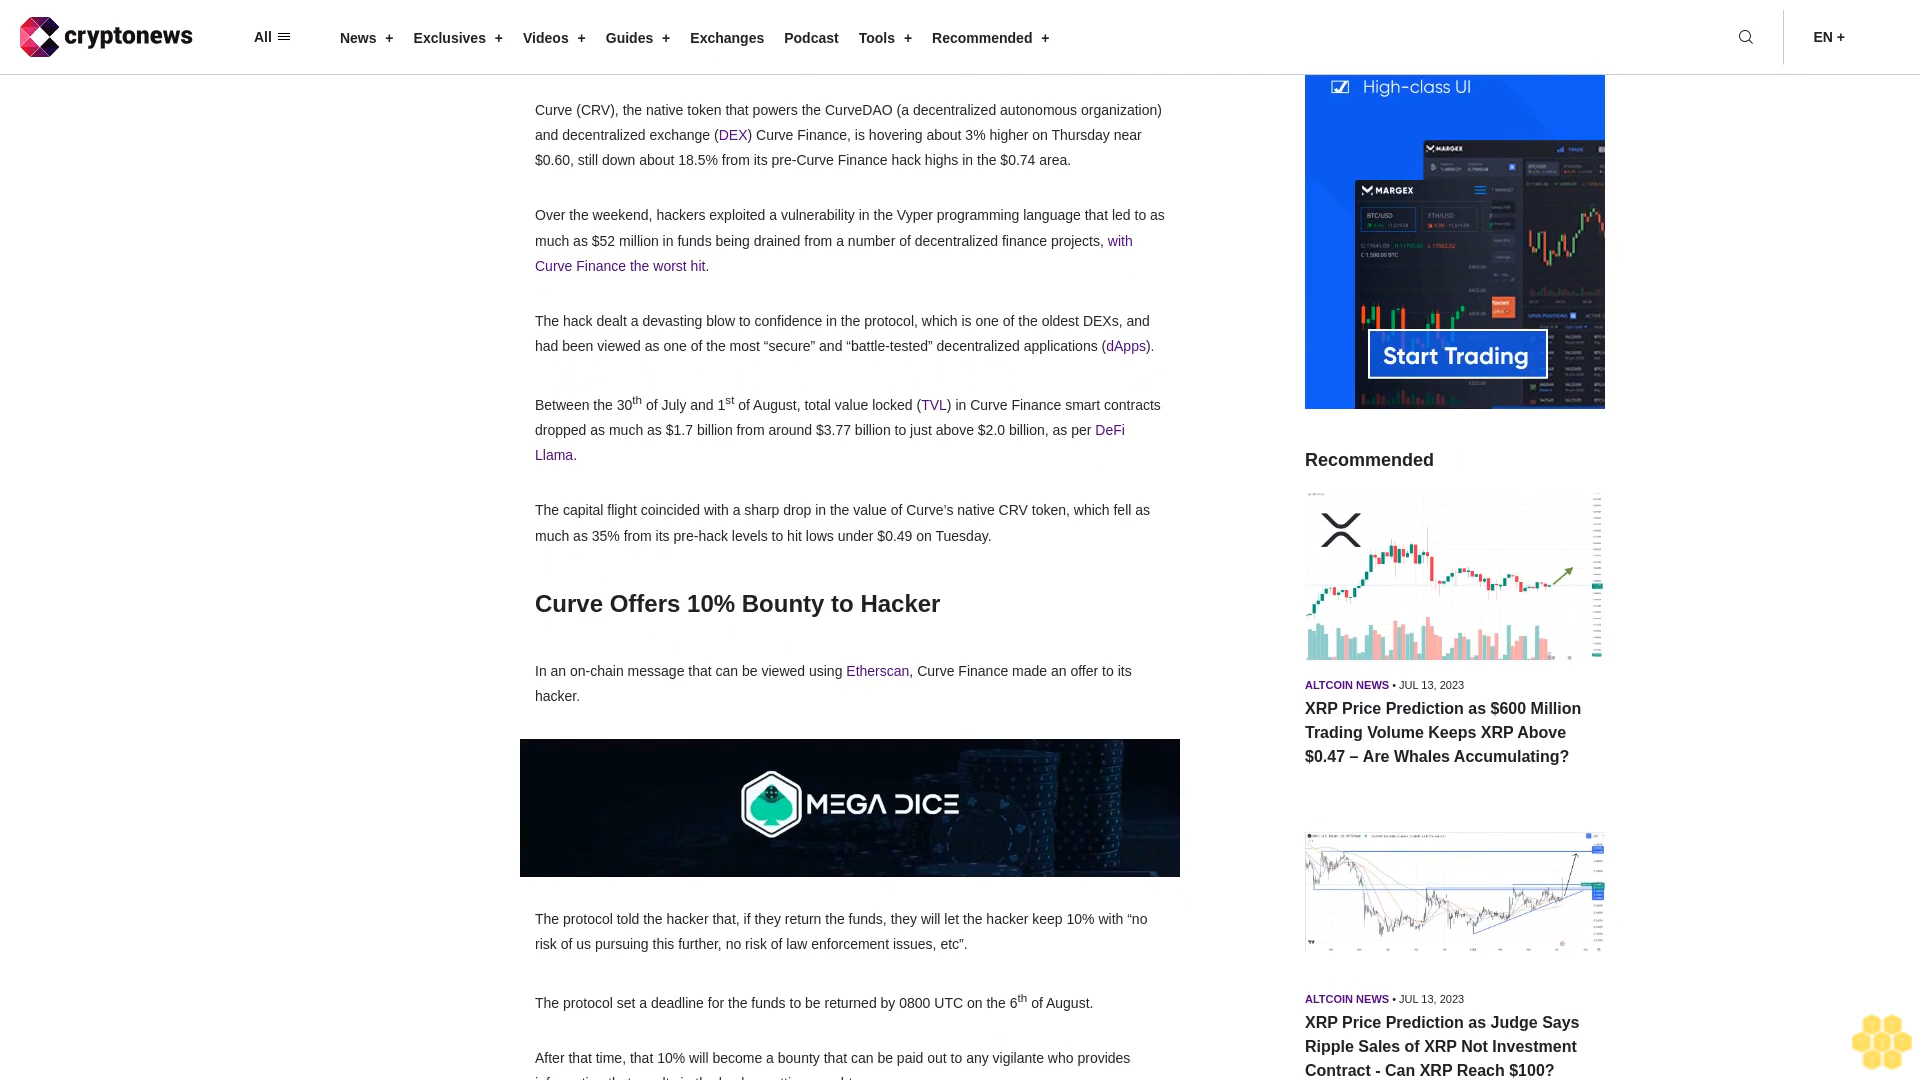 cryptonews
All
News +
Exclusives +
Videos +
Guides +
Exchanges
Podcast
Tools +
Recommended +
EN +
Curve (CRV), the native token that powers the CurveDAO (a decentralized autonomous organization)
and decentralized exchange (DEX) Curve Finance, is hovering about 3% higher on Thursday near
$0.60, still down about 18.5% from its pre-Curve Finance hack highs in the $0.74 area.
Over the weekend, hackers exploited a vulnerability in the Vyper programming language that led to as
much as $52 million in funds being drained from a number of decentralized finance projects, with
Curve Finance the worst hit.
The hack dealt a devasting blow to confidence in the protocol, which is one of the oldest DEXs, and
had been viewed as one of the most “secure” and “battle-tested” decentralized applications (dApps).
Between the 30th of July and 1st of August, total value locked (TVL) in Curve Finance smart contracts
dropped as much as $1.7 billion from around $3.77 billion to just above $2.0 billion, as per DeFi
Llama.
The capital flight coincided with a sharp drop in the value of Curve’s native CRV token, which fell as
much as 35% from its pre-hack levels to hit lows under $0.49 on Tuesday.
Curve Offers 10% Bounty to Hacker
In an on-chain message that can be viewed using Etherscan, Curve Finance made an offer to its
hacker.
MEGA DICE
The protocol told the hacker that, if they return the funds, they will let the hacker keep 10% with “no
risk of us pursuing this further, no risk of law enforcement issues, etc”.
The protocol set a deadline for the funds to be returned by 0800 UTC on the 6th of August.
After that time, that 10% will become a bounty that can be paid out to any vigilante who provides
High-class UI
MARGEX
TRADE
MARGEX
BTC/USD
ETH/USD
Start Trading
Recommended
ALTCOIN NEWS • JUL 13, 2023
XRP Price Prediction as $600 Million
Trading Volume Keeps XRP Above
$0.47 – Are Whales Accumulating?
ALTCOIN NEWS • JUL 13, 2023
XRP Price Prediction as Judge Says
Ripple Sales of XRP Not Investment
Contract - Can XRP Reach $100?